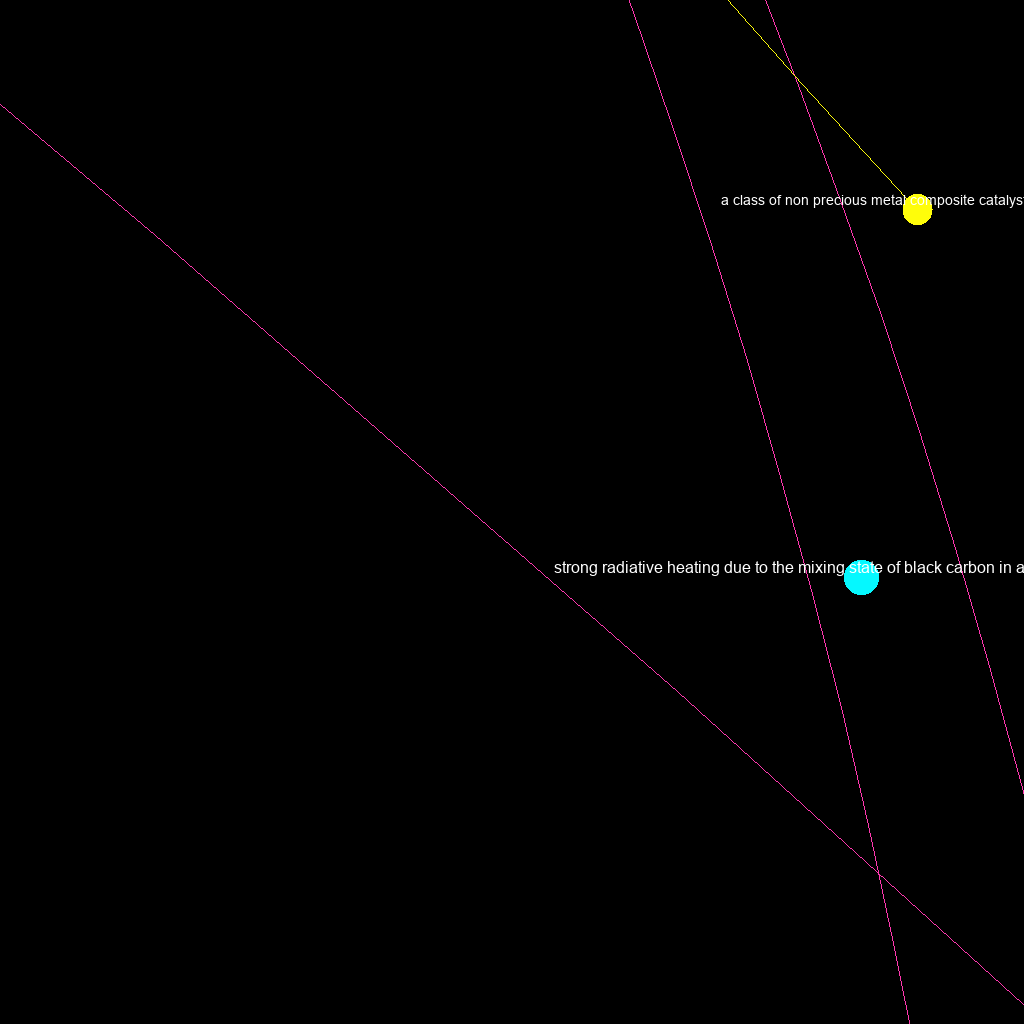 a class of non precious metal composite catalyst
strong radiative heating due to the mixing state of black carbon in a